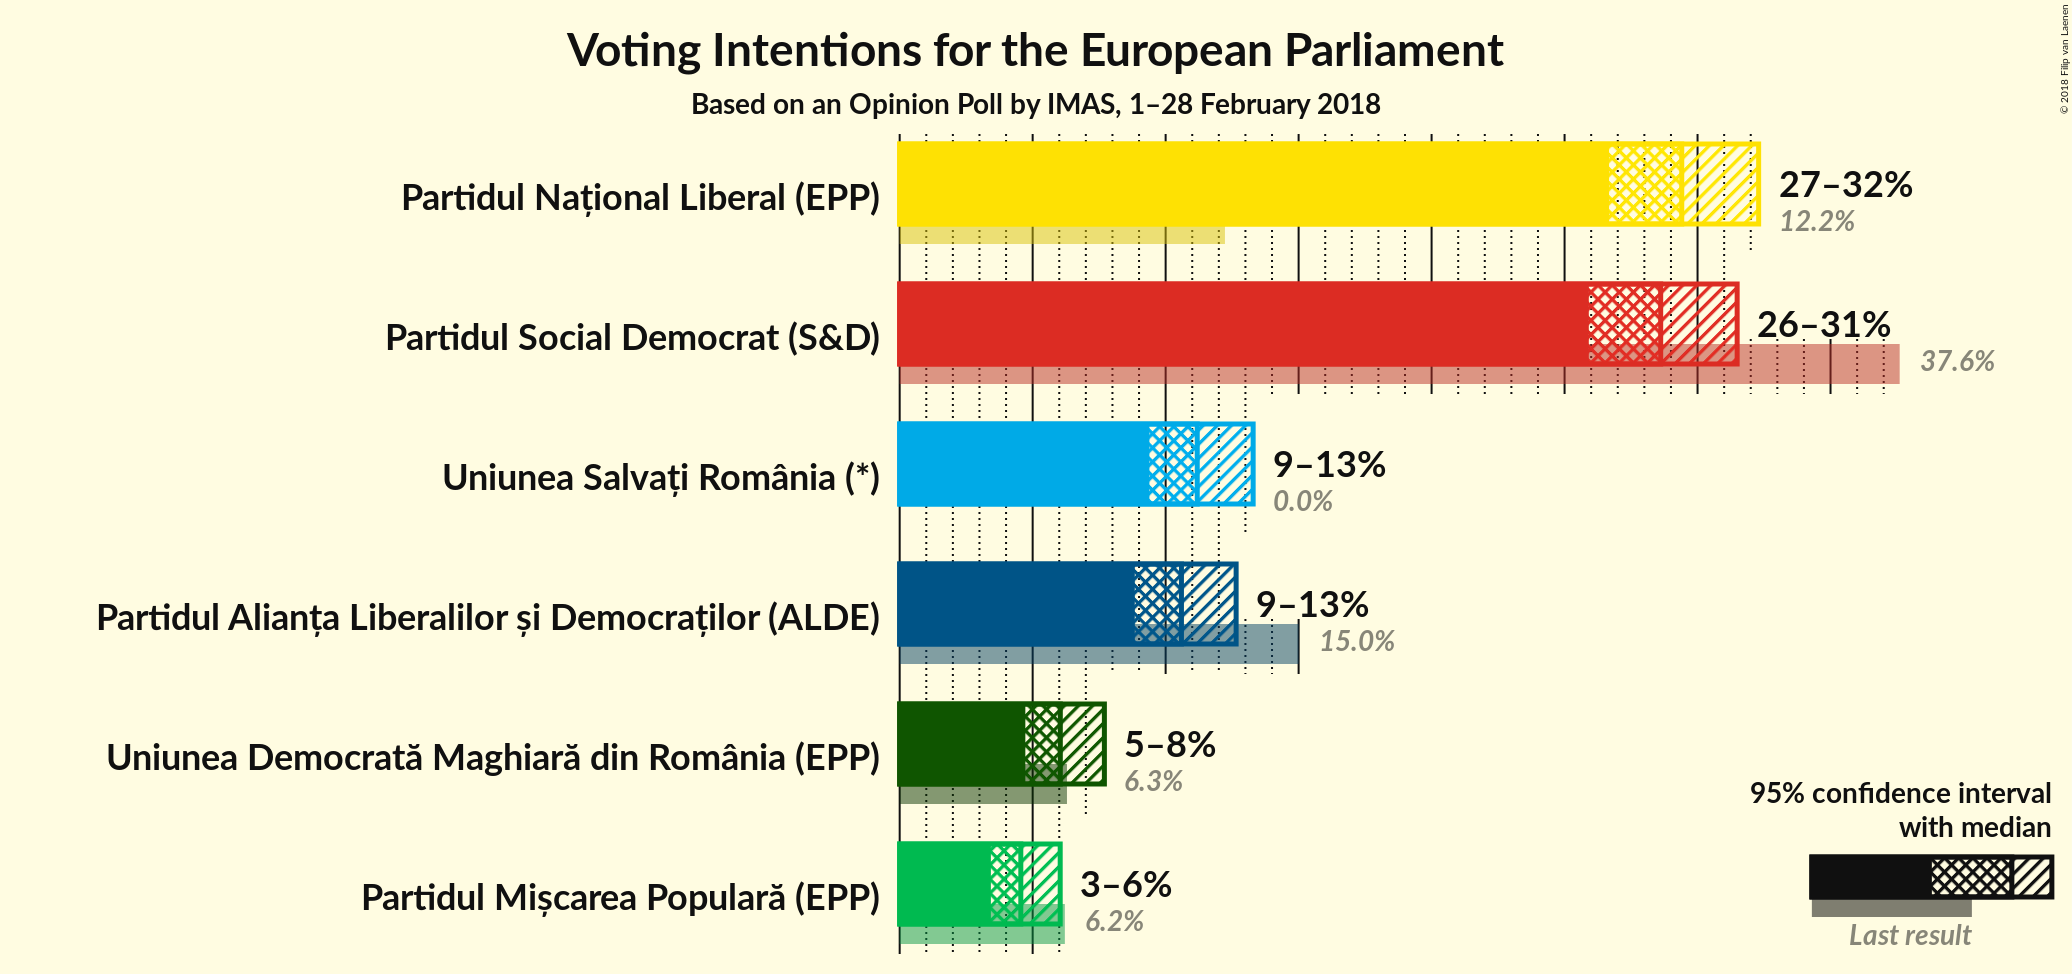 Voting Intentions for the European Parliament
Based on an Opinion Poll by IMAS, 1–28 February 2018
© 2018 Filip van Laenen
Partidul Național Liberal (EPP)
27–32%
12.2%
Partidul Social Democrat (S&D)
26–31%
37.6%
Uniunea Salvați România (*)
9–13%
0.0%
Partidul Alianța Liberalilor și Democraților (ALDE)
9–13%
15.0%
Uniunea Democrată Maghiară din România (EPP)
5–8%
6.3%
Partidul Mișcarea Populară (EPP)
3–6%
6.2%
95% confidence interval
with median
Last result